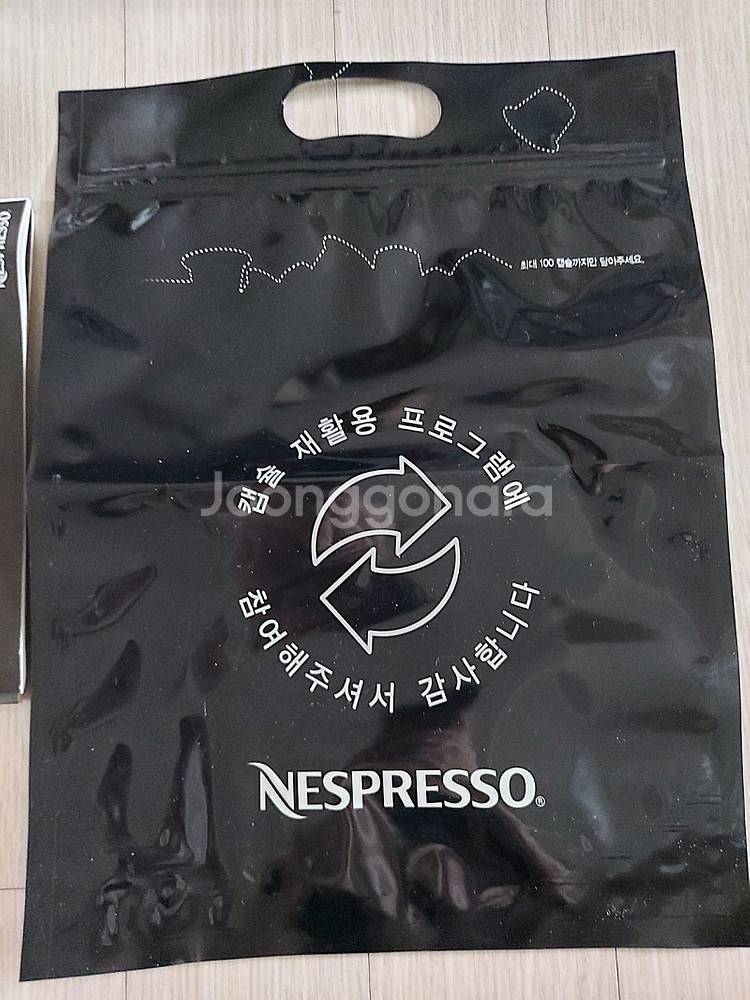 NESPRESSO
최대 100 캡슐까지만 담아주세요.
캡슐 재활용 프로그램에
Joonggonara
참여해주셔서 감사합니다
NESPRESSO®